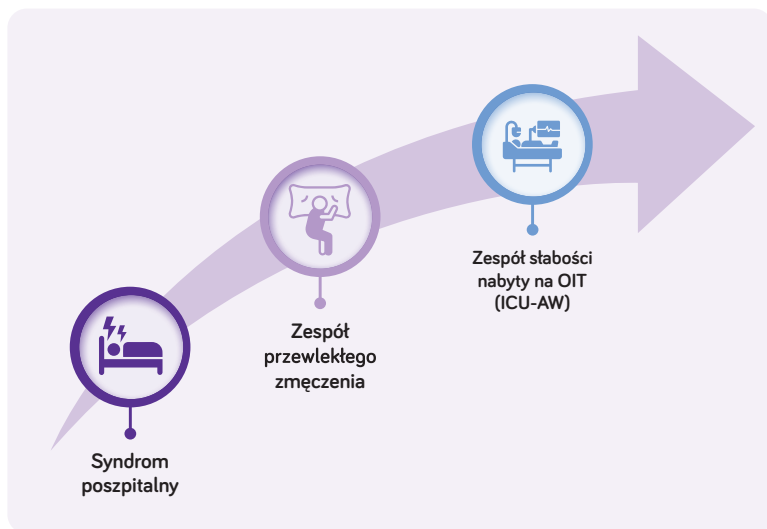 Syndrom
poszpitalny
Zespół
przewlekłego
zmęczenia
Zespół słabości
nabyty na OIT
(ICU-AW)